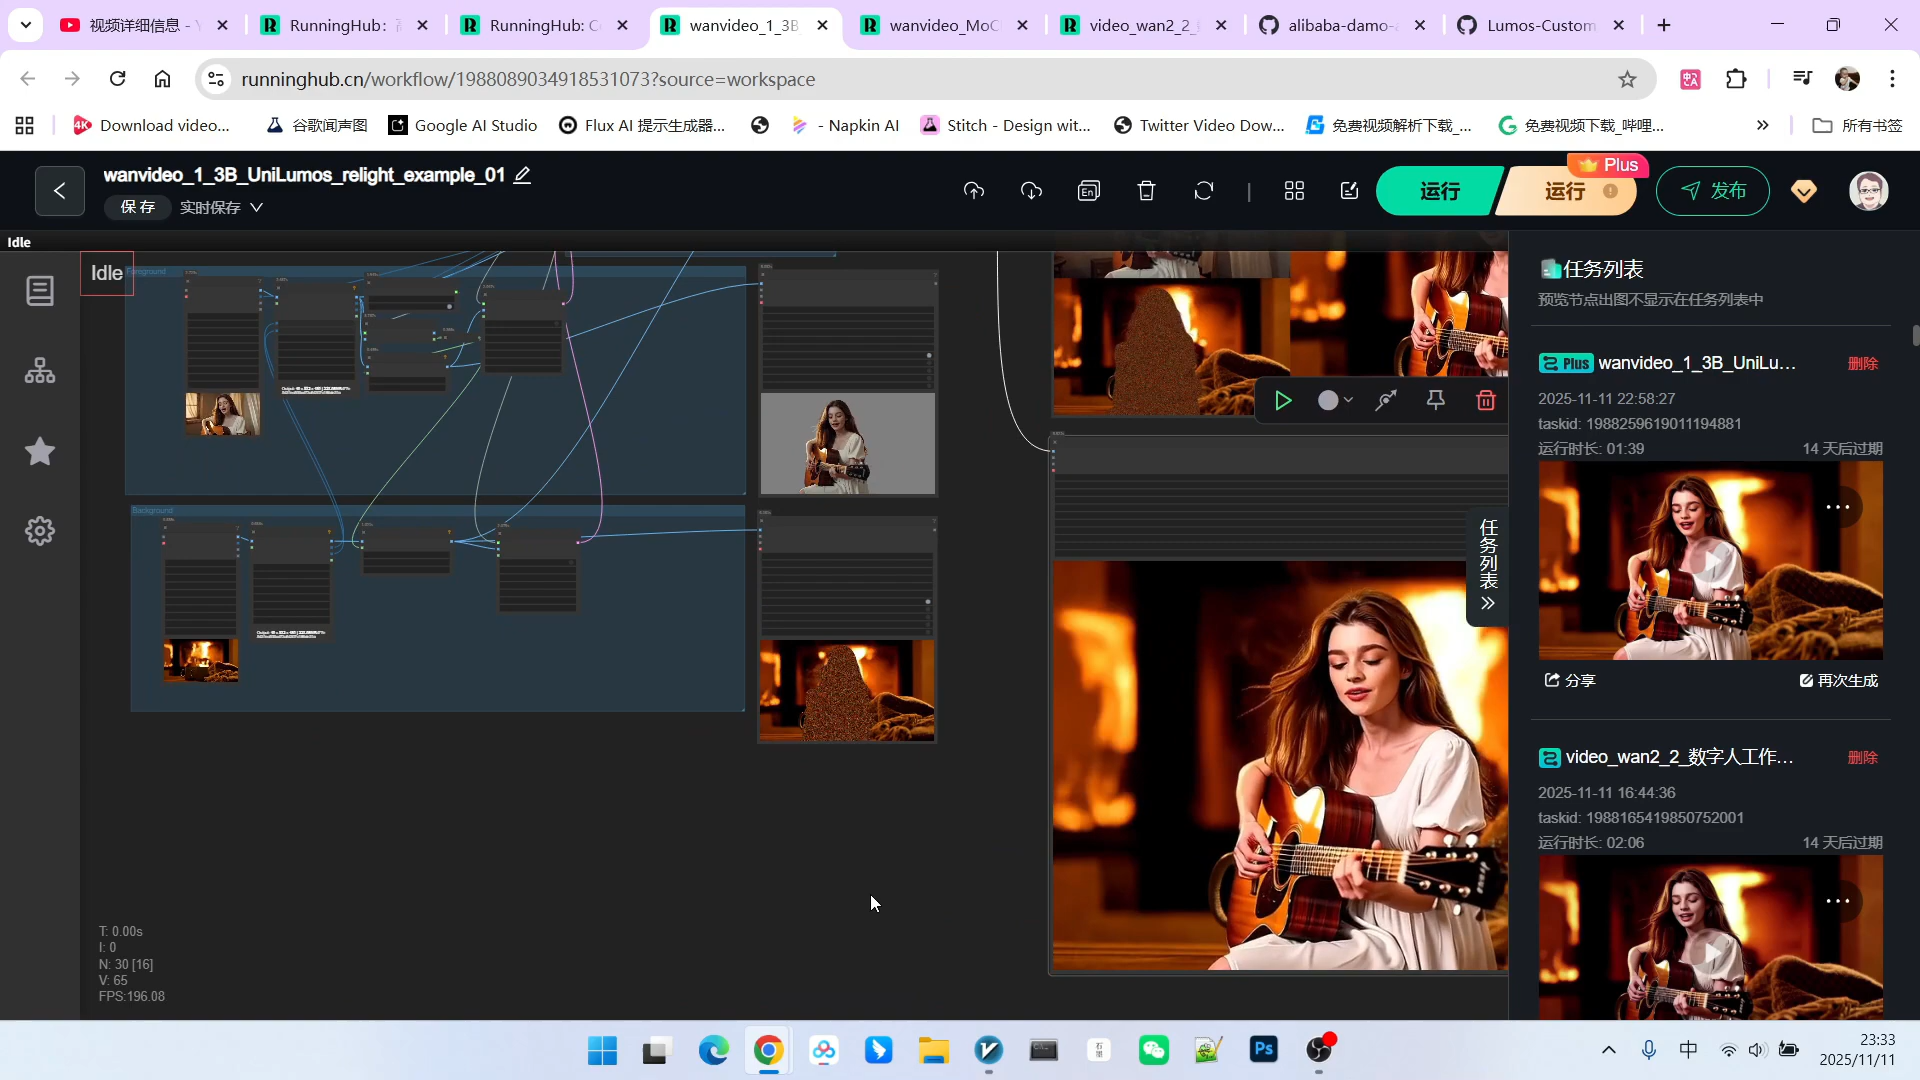 视频详细信息 -
RunningHub:
RunningHub: C
wanvideo_1_3B
wanvideo_MoC
video_wan2_2_
alibaba-damo-a
Lumos-Custom
runninghub.cn/workflow/1988089034918531073?source=workspace
Download video...
谷歌闻声图
Google AI Studio
Flux AI 提示生成器...
- Napkin AI
Stitch - Design wit...
Twitter Video Dow...
免费视频解析下载_...
免费视频下载_哔哩...
所有书签
wanvideo_1_3B_UniLumos_relight_example_01
保存
实时保存
运行
运行
Plus
发布
Idle
Idle
Foreground
Background
任务列表
任务列表
预览节点出图不显示在任务列表中
Plus wanvideo_1_3B_UniLu...
删除
2025-11-11 22:58:27
taskid: 1988259619011194881
运行时长: 01:39
14 天后过期
分享
再次生成
video_wan2_2_数字人工作...
删除
2025-11-11 16:44:36
taskid: 1988165419850752001
运行时长: 02:06
14 天后过期
T: 0.00s
I: 0
N: 30 [16]
V: 65
FPS:196.08
中
23:33
2025/11/11